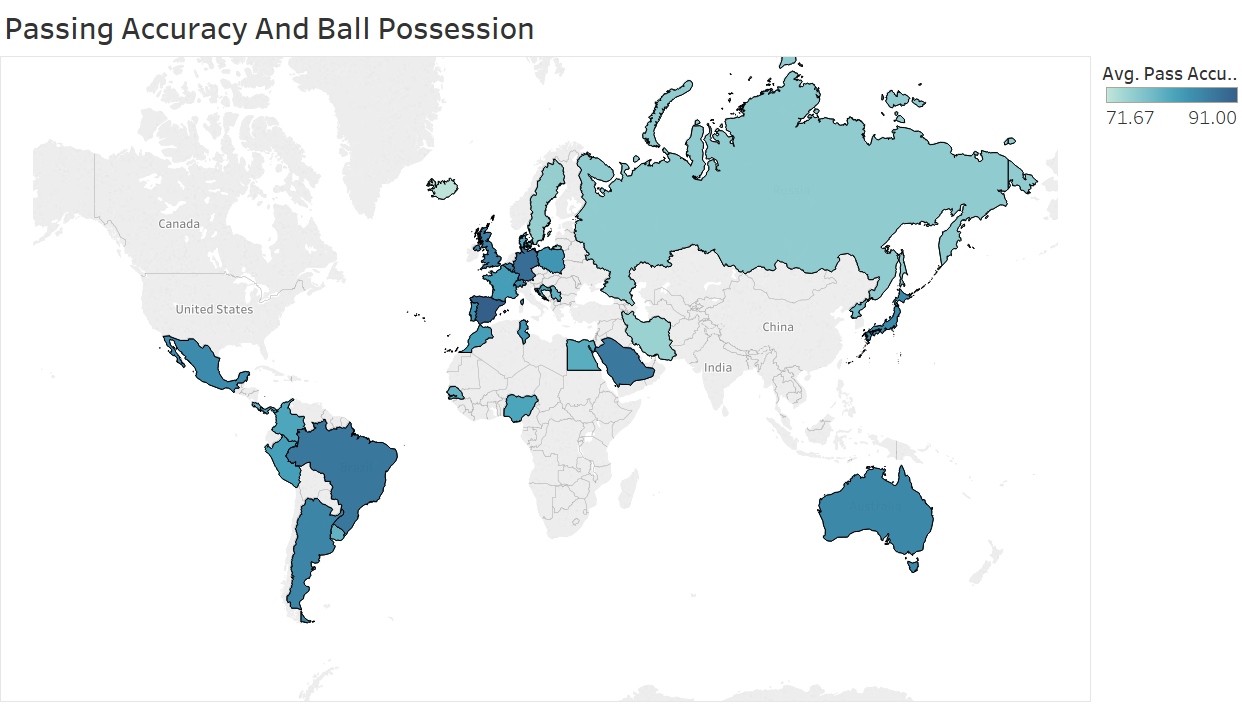 Passing Accuracy And Ball Possession
Avg. Pass Accu..
71.67 91.00
Canada
United States
China
India